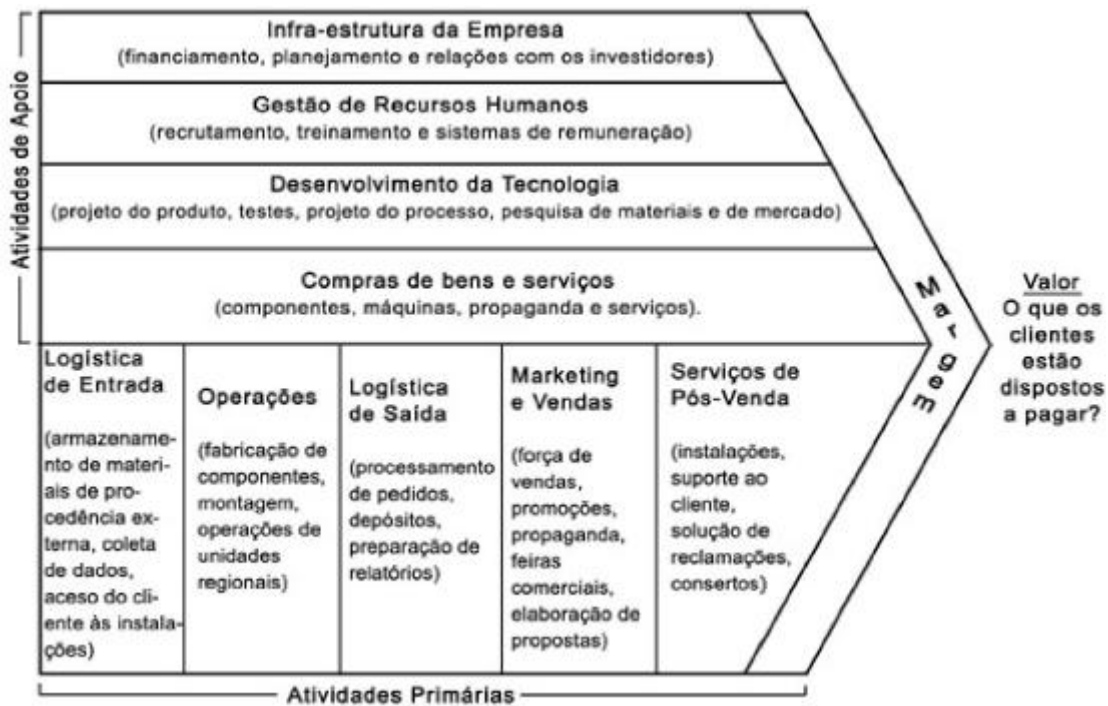 Atividades de Apoio
Infra-estrutura da Empresa
(financiamento, planejamento e relações com os investidores)
Gestão de Recursos Humanos
(recrutamento, treinamento e sistemas de remuneração)
Desenvolvimento da Tecnologia
(projeto do produto, testes, projeto do processo, pesquisa de materiais e de mercado)
Compras de bens e serviços
(componentes, máquinas, propaganda e serviços).
Logística
de Entrada
(armazename-
nto de materi-
ais de pro-
cedência ex-
terna, coleta
de dados,
aceso do cli-
ente às instala-
ções)
Operações
(fabricação de
componentes,
montagem,
operações de
unidades
regionais)
Logística
de Saída
(processamento
de pedidos,
depósitos,
preparação de
relatórios)
Marketing
e Vendas
(força de
vendas,
promoções,
propaganda,
feiras
comerciais,
elaboração de
propostas)
Serviços de
Pós-Venda
(instalações,
suporte ao
cliente,
solução de
reclamações,
consertos)
Margem
Valor
O que os
clientes
estão
dispostos
a pagar?
Atividades Primárias